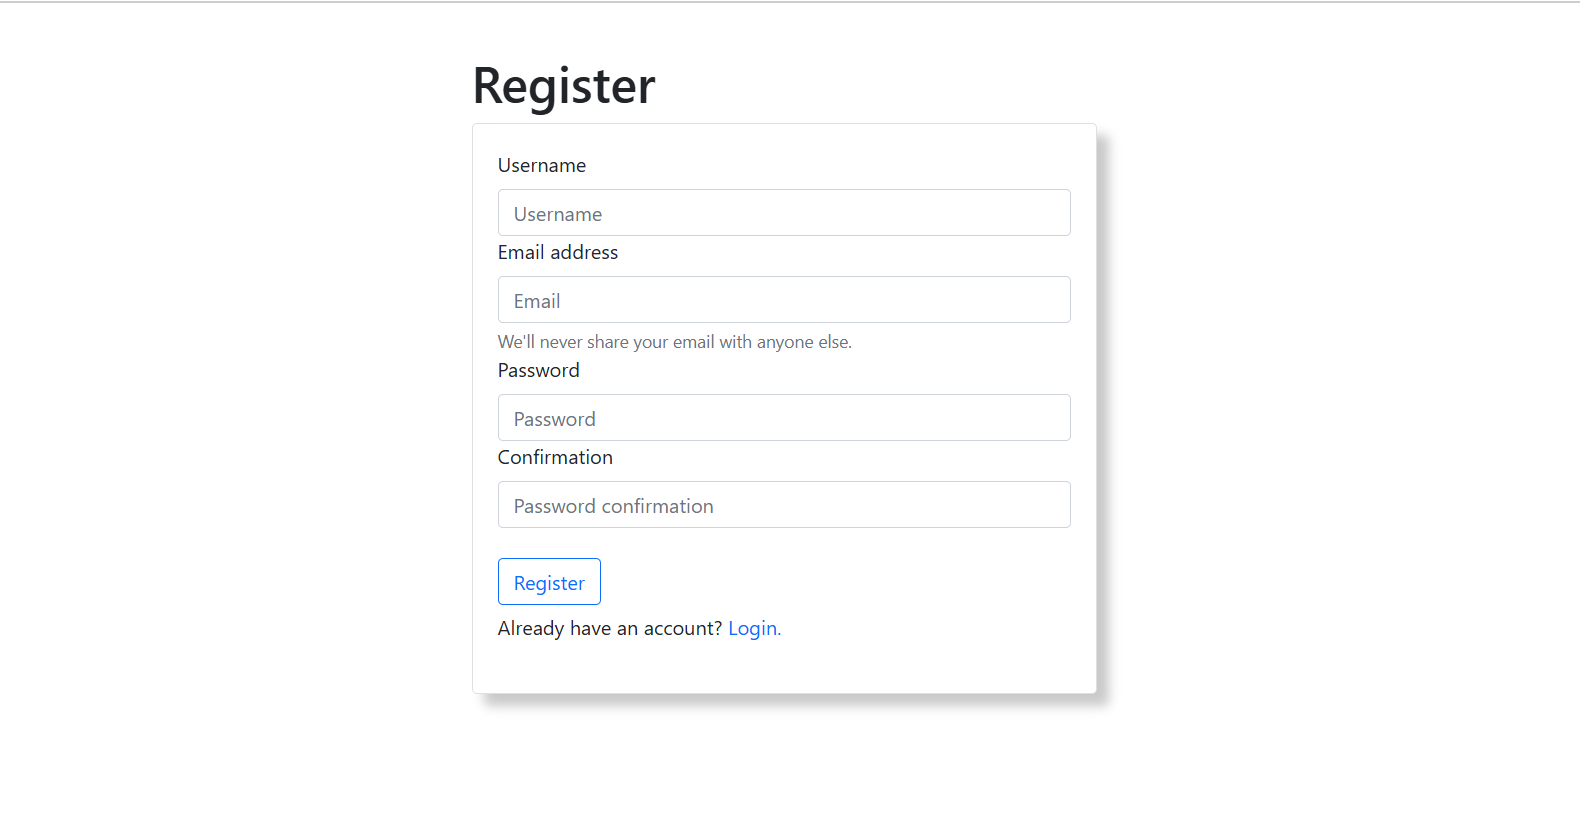 Register
Username
Username
Email address
Email
We'll never share your email with anyone else.
Password
Password
Confirmation
Password confirmation
Register
Already have an account? Login.